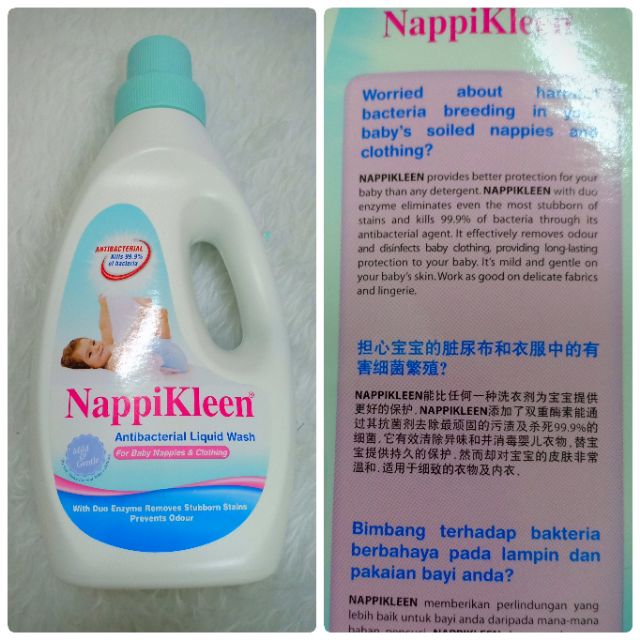 ANTIBACTERIAL
Kills 99.9%
of bacteria
NappiKleen®
Antibacterial Liquid Wash
For Baby Nappies & Clothing
Mild
&
Gentle
With Duo Enzyme Removes Stubborn Stains
Prevents Odour
NappiKleen
Worried about
bacteria breeding in
baby's soiled nappies and
clothing?
NAPPIKLEEN provides better protection for your
baby than any detergent. NAPPIKLEEN with duo
enzyme eliminates even the most stubborn of
stains and kills 99.9% of bacteria through its
antibacterial agent. It effectively removes odour
and disinfects baby clothing, providing long-lasting
protection to your baby. It's mild and gentle on
your baby's skin. Work as good on delicate fabrics
and lingerie.
担心宝宝的脏尿布和衣服中的有
害细菌繁殖?
NAPPIKLEEN能比任何一种洗衣剂为宝宝提供
更好的保护. NAPPIKLEEN添加了双重酶素能通
过其抗菌剂去除最顽固的污渍及杀死99.9%的
细菌. 它有效清除异味和并消毒婴儿衣物. 替宝
宝提供持久的保护. 然而却对宝宝的皮肤非常
温和. 适用于细致的衣物及内衣.
Bimbang terhadap bakteria
berbahaya pada lampin dan
pakaian bayi anda?
NAPPIKLEEN memberikan perlindungan yang
lebih baik untuk bayi anda daripada mana-mana
bahan pencuci. NAPPIKLEEN